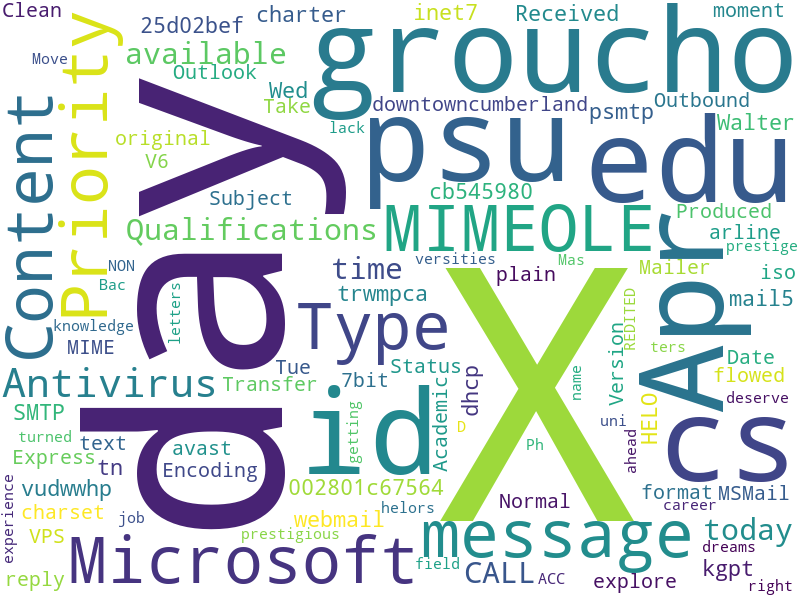 Clean
charter
inet7
Received
moment
25d02bef
groucho
Move
Priority
available
Outlook
Wed
Take
downtowncumberland
Outbound
psmtp
Content
day
original
lack
psu
edu
Walter
V6
Subject
cb545980
Qualifications
MIMEOLE
Produced
arline
prestige
NON
Bac
letters
time
versities
Mas
plain
Mailer
iso
Apr
X
knowledge
MIME
trwmpca
Type
mail5
REDITED
Version
ters
Date
Tue
Status
Antivirus
Transfer
7bit
dhcp
name
flowed
deserve
SMTP
id
Academic
D
uni
HELO
cs
turned
text
avast
getting
Ph
ahead
Express
tn
Encoding
vudwwhp
002801c67564
format
MSMail
experience
charset
job
webmail
helors
Normal
career
VPS
prestigious
message
today
Microsoft
field
CALL
ACC
explore
dreams
kgpt
reply
right